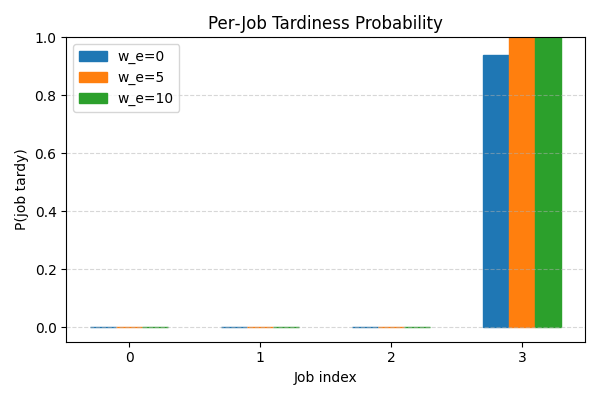 Per-Job Tardiness Probability
w_e=0
w_e=5
w_e=10
P(job tardy)
1.0
0.8
0.6
0.4
0.2
0.0
0 1 2 3
Job index